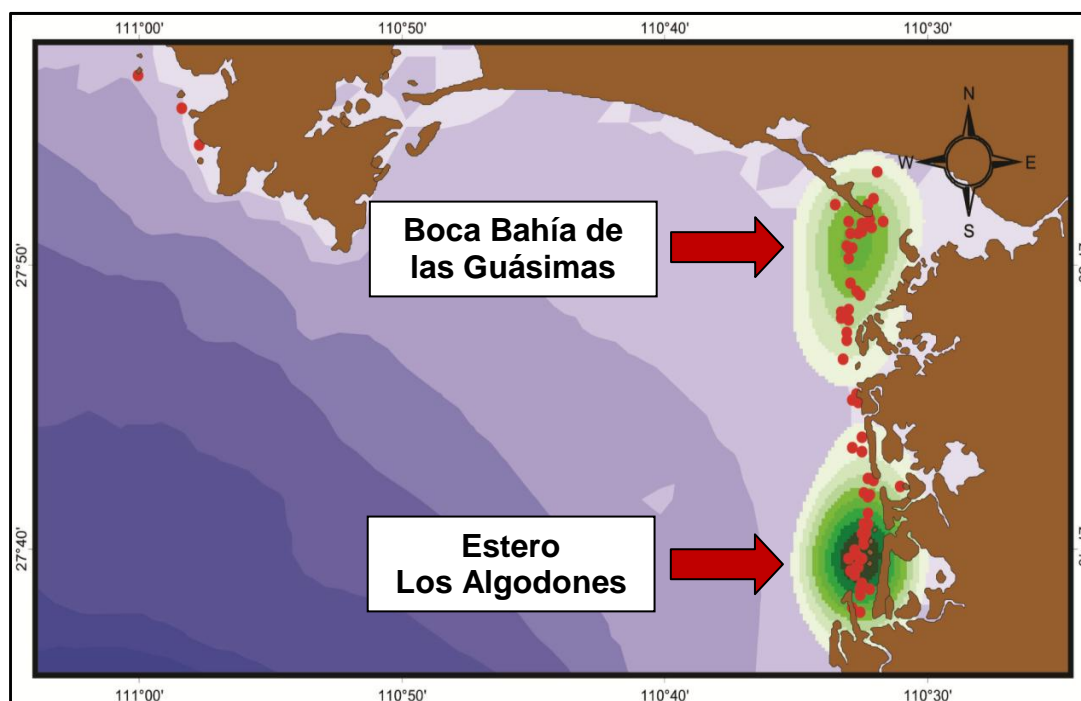 111°00'
110°50'
110°40'
110°30'
N
W
E
S
Boca Bahía de
las Guásimas
27°50'
Estero
Los Algodones
27°40'
111°00'
110°50'
110°40'
110°30'